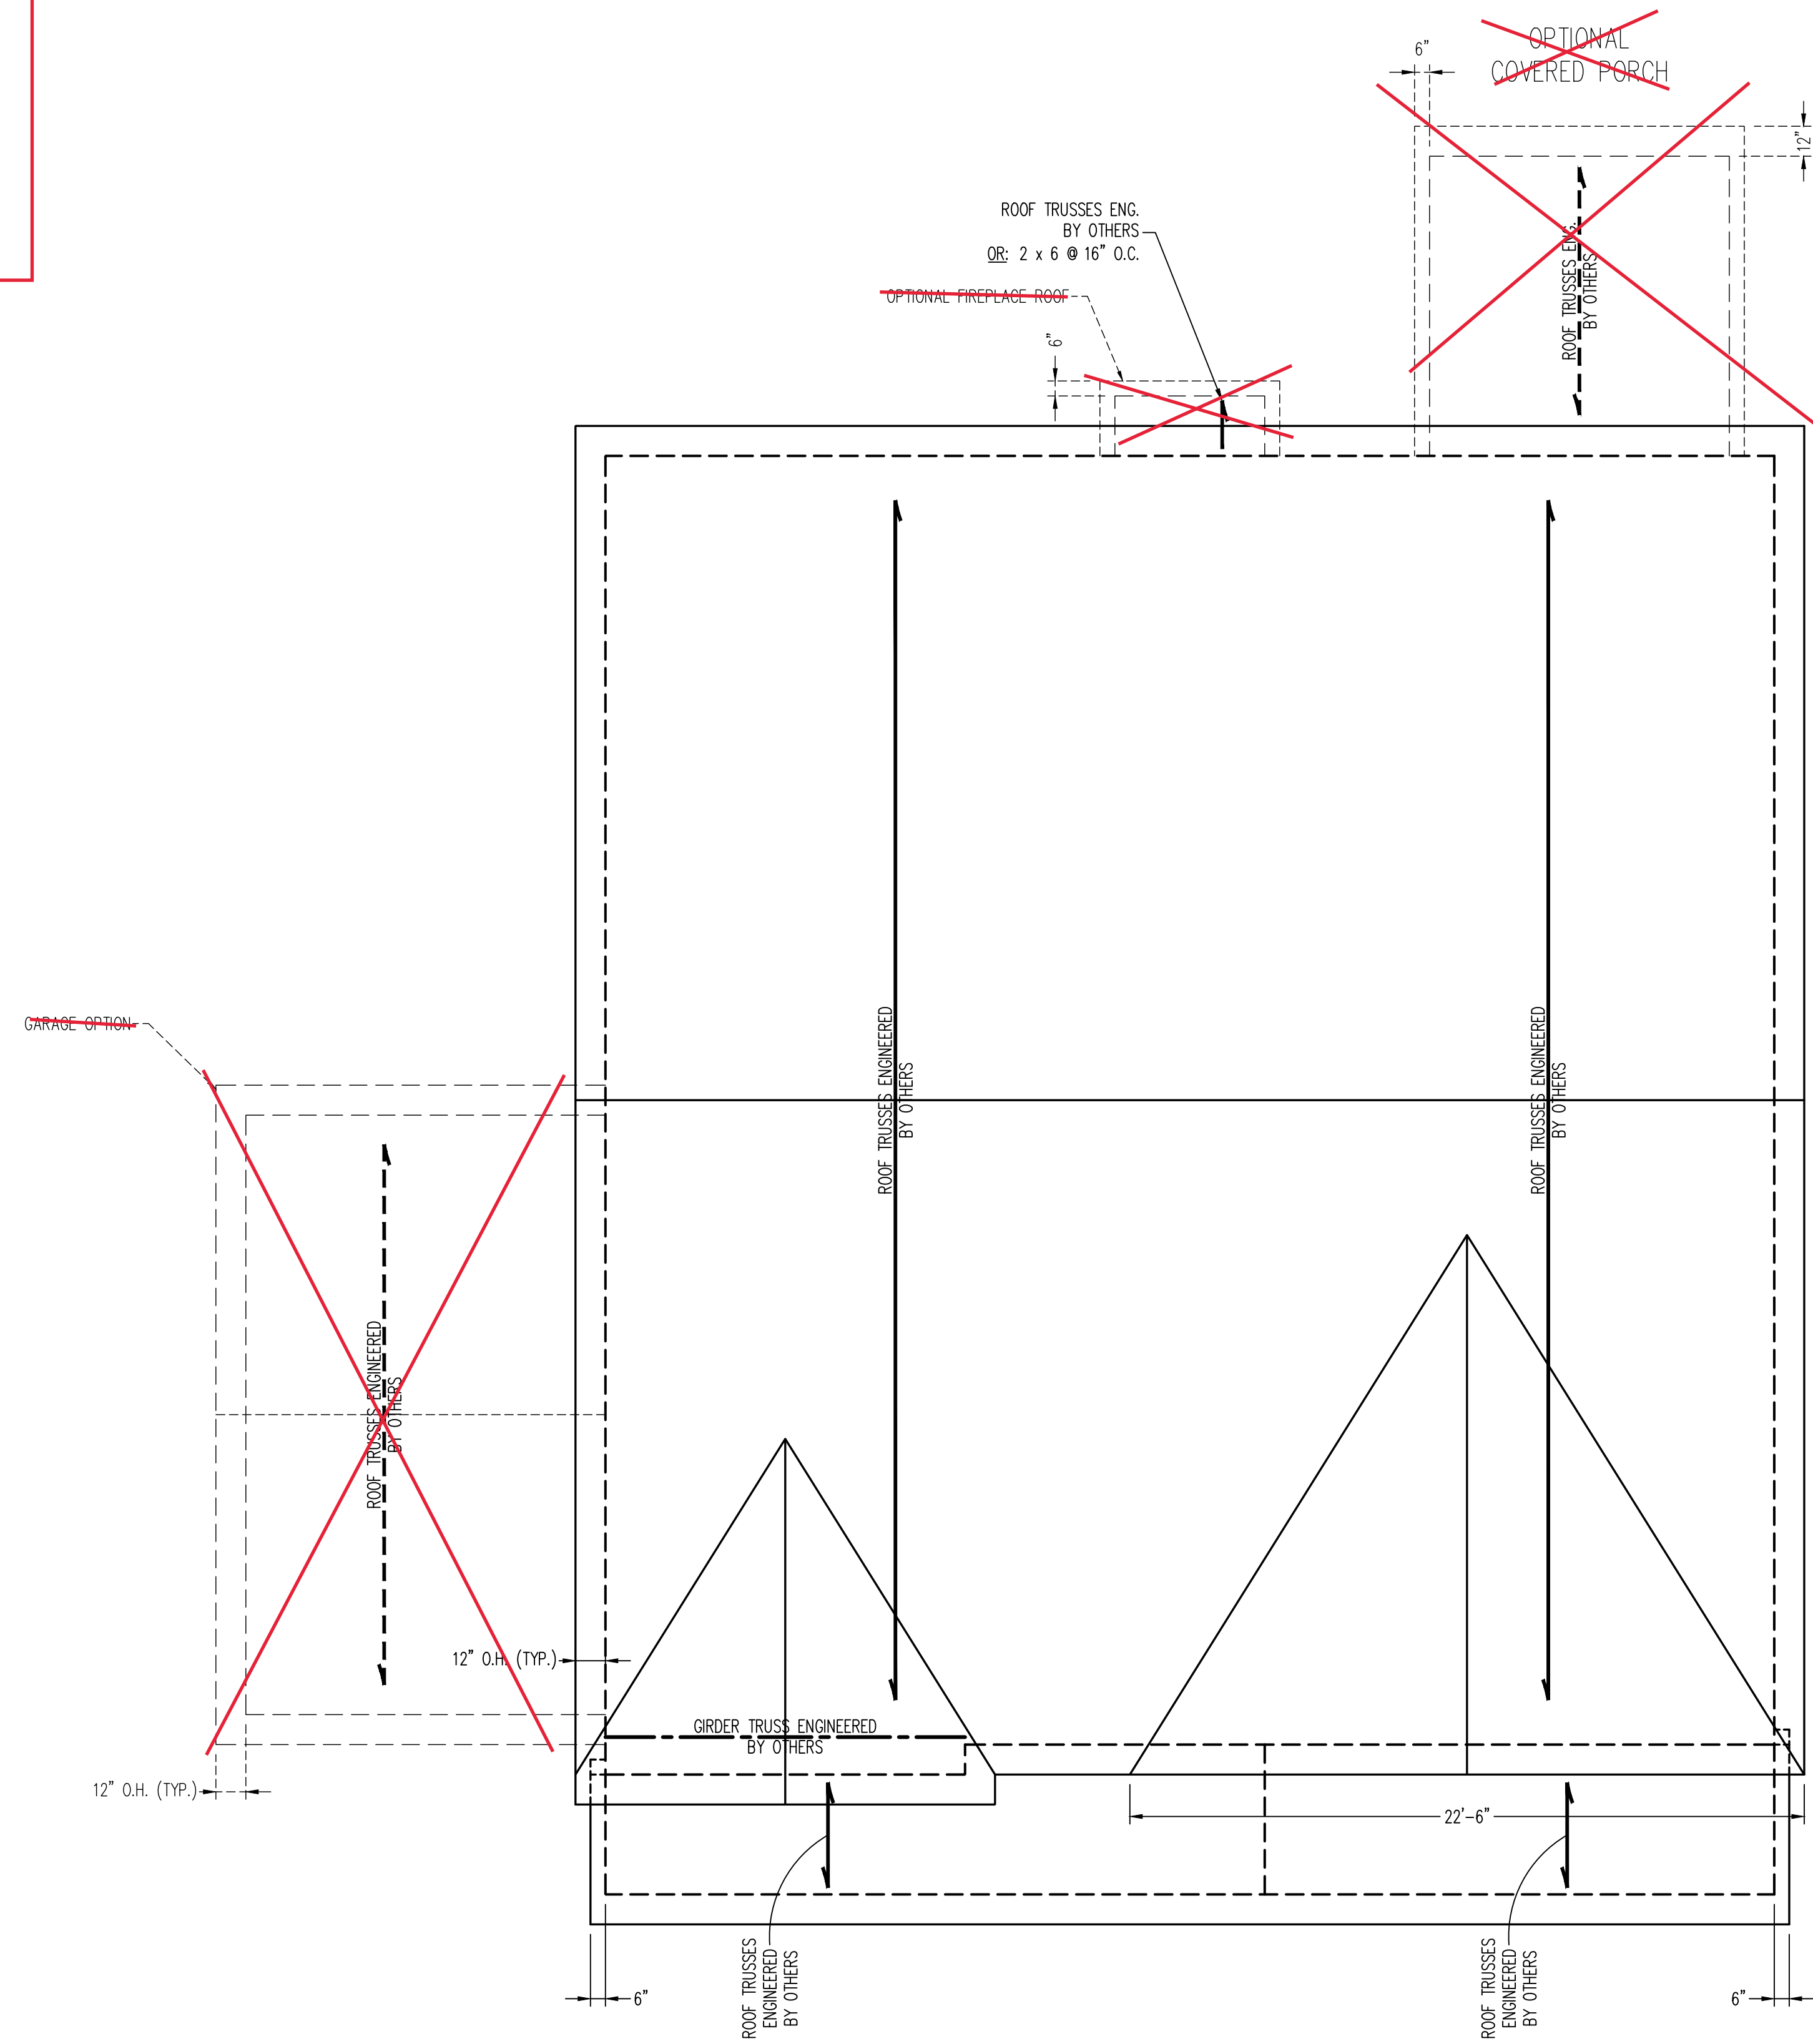 OPTIONAL
COVERED PORCH
6"
12"
ROOF TRUSSES ENG.
BY OTHERS
ROOF TRUSSES ENG.
BY OTHERS
OR: 2 x 6 @ 16" O.C.
OPTIONAL FIREPLACE ROOF
6"
GARAGE OPTION
ROOF TRUSSES ENGINEERED
BY OTHERS
ROOF TRUSSES ENGINEERED
BY OTHERS
ROOF TRUSSES ENGINEERED
BY OTHERS
12" O.H. (TYP.)
GIRDER TRUSS ENGINEERED
BY OTHERS
12" O.H. (TYP.)
22'-6"
ROOF TRUSSES
ENGINEERED
BY OTHERS
ROOF TRUSSES
ENGINEERED
BY OTHERS
6"
6"